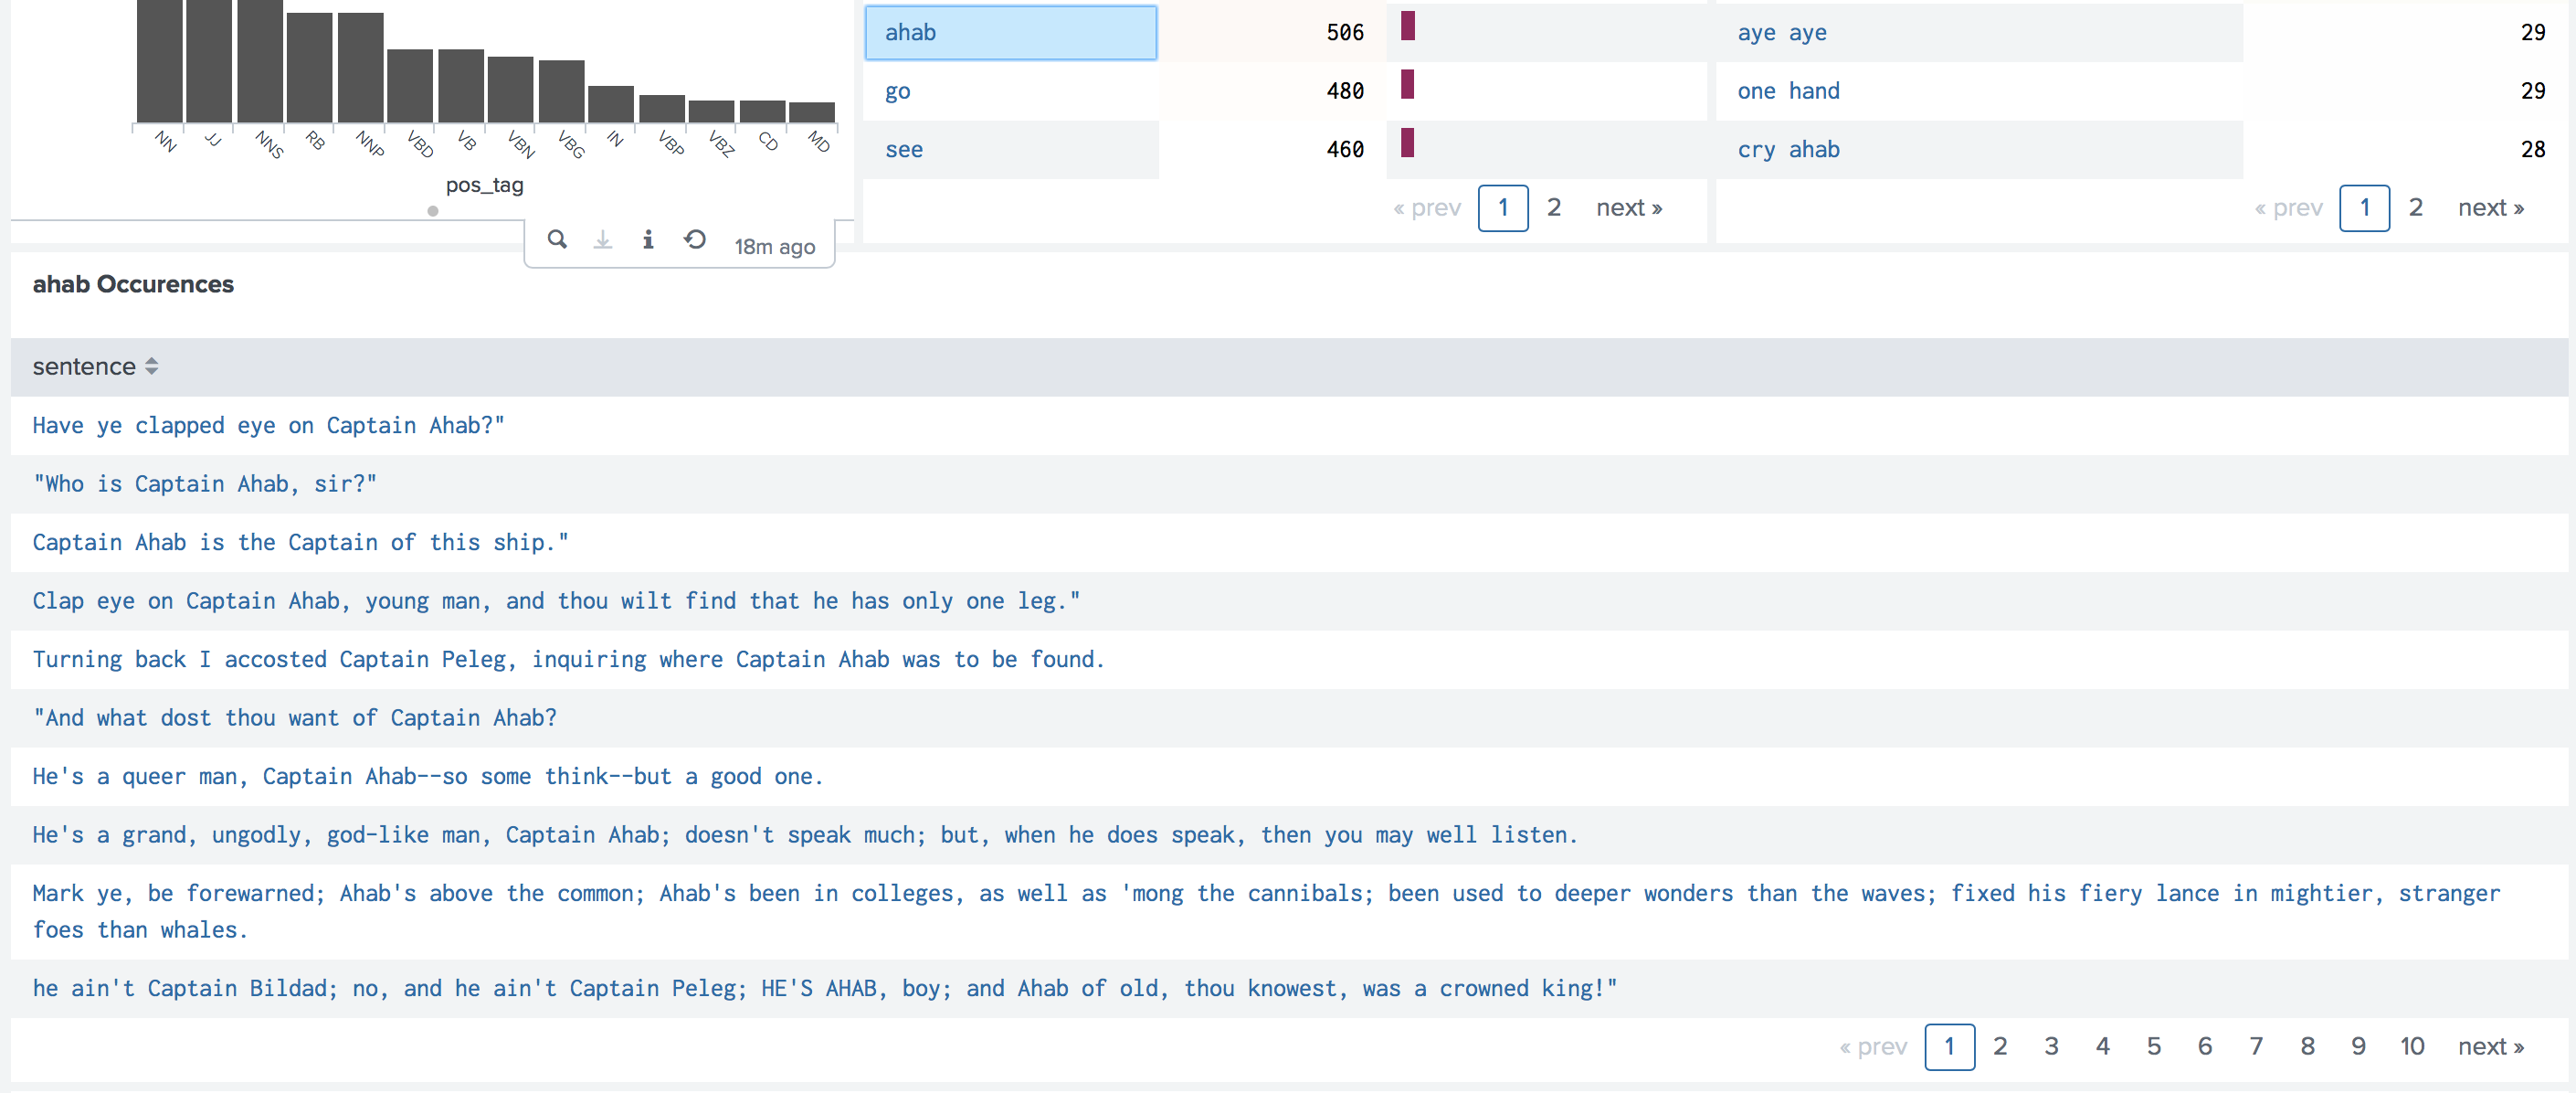 ahab 506 aye aye 29
go 480 one hand 29
see 460 cry ahab 28
NN JJ NNS RB NNP VBD VB VBN VBG IN VBP VBZ CD MD
pos_tag
« prev 1 2 next » « prev 1 2 next »
18m ago
ahab Occurences
sentence
Have ye clapped eye on Captain Ahab?"
"Who is Captain Ahab, sir?"
Captain Ahab is the Captain of this ship."
Clap eye on Captain Ahab, young man, and thou wilt find that he has only one leg."
Turning back I accosted Captain Peleg, inquiring where Captain Ahab was to be found.
"And what dost thou want of Captain Ahab?
He's a queer man, Captain Ahab--so some think--but a good one.
He's a grand, ungodly, god-like man, Captain Ahab; doesn't speak much; but, when he does speak, then you may well listen.
Mark ye, be forewarned; Ahab's above the common; Ahab's been in colleges, as well as 'mong the cannibals; been used to deeper wonders than the waves; fixed his fiery lance in mightier, stranger
foes than whales.
he ain't Captain Bildad; no, and he ain't Captain Peleg; HE'S AHAB, boy; and Ahab of old, thou knowest, was a crowned king!"
« prev 1 2 3 4 5 6 7 8 9 10 next »